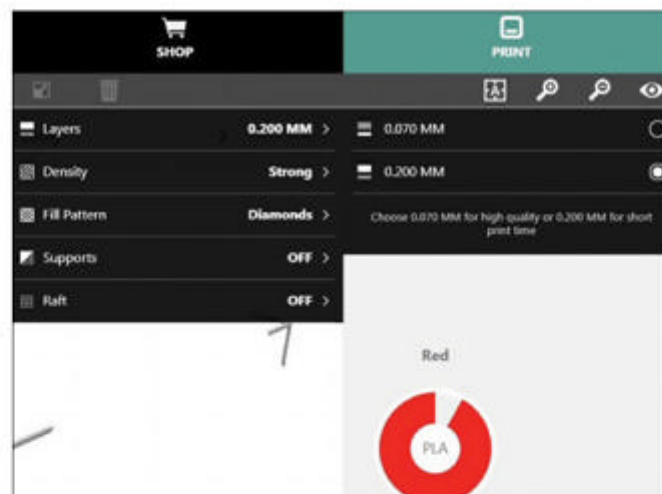 SHOP
PRINT
A
Layers 0.200 MM >
Density Strong >
Fill Pattern Diamonds >
Supports OFF >
Raft OFF >
0.070 MM
0.200 MM
Choose 0.070 MM for high quality or 0.200 MM for short
print time
Red
PLA